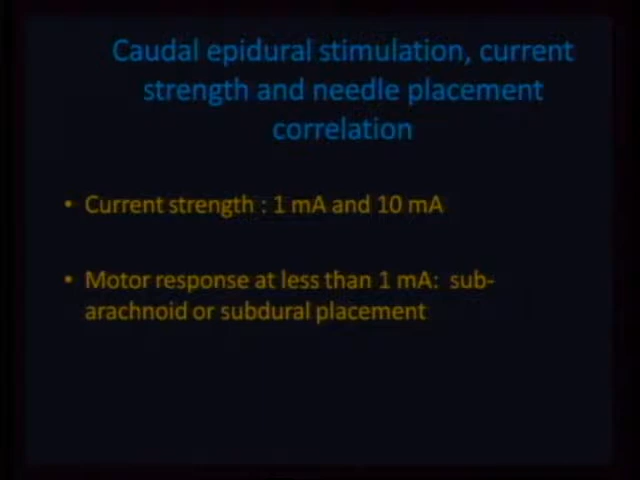 Caudal epidural stimulation, current
strength and needle placement
correlation
• Current strength : 1 mA and 10 mA
• Motor response at less than 1 mA: sub-
arachnoid or subdural placement